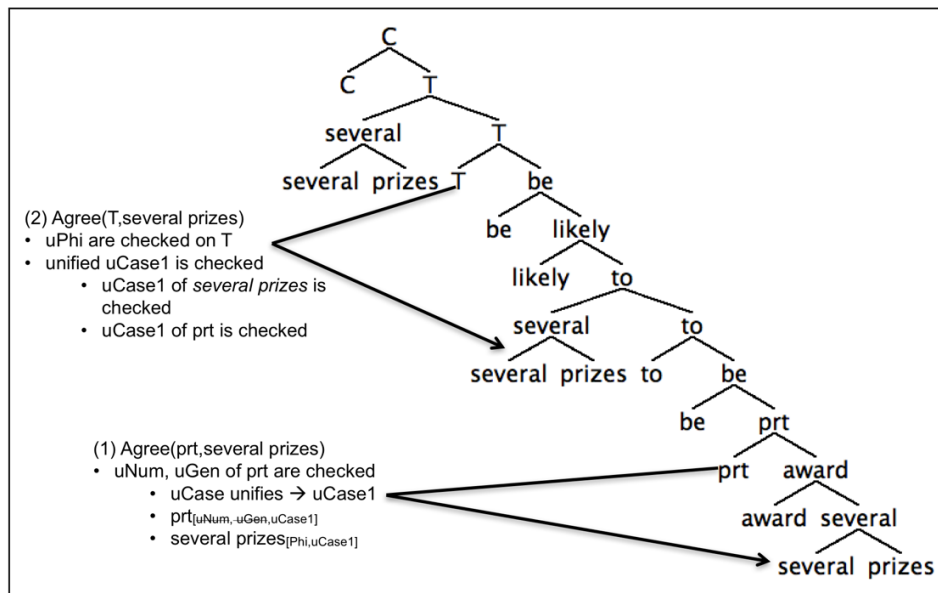 C
C T
several T
several prizes T be
(2) Agree(T,several prizes)
• uPhi are checked on T
• unified uCase1 is checked
• uCase1 of several prizes is
checked
• uCase1 of prt is checked
be likely
likely to
several to
several prizes to be
be prt
(1) Agree(prt,several prizes)
• uNum, uGen of prt are checked
• uCase unifies → uCase1
• prt[uNum, uGen,uCase1]
• several prizes[Phi,uCase1]
prt award
award several
several prizes